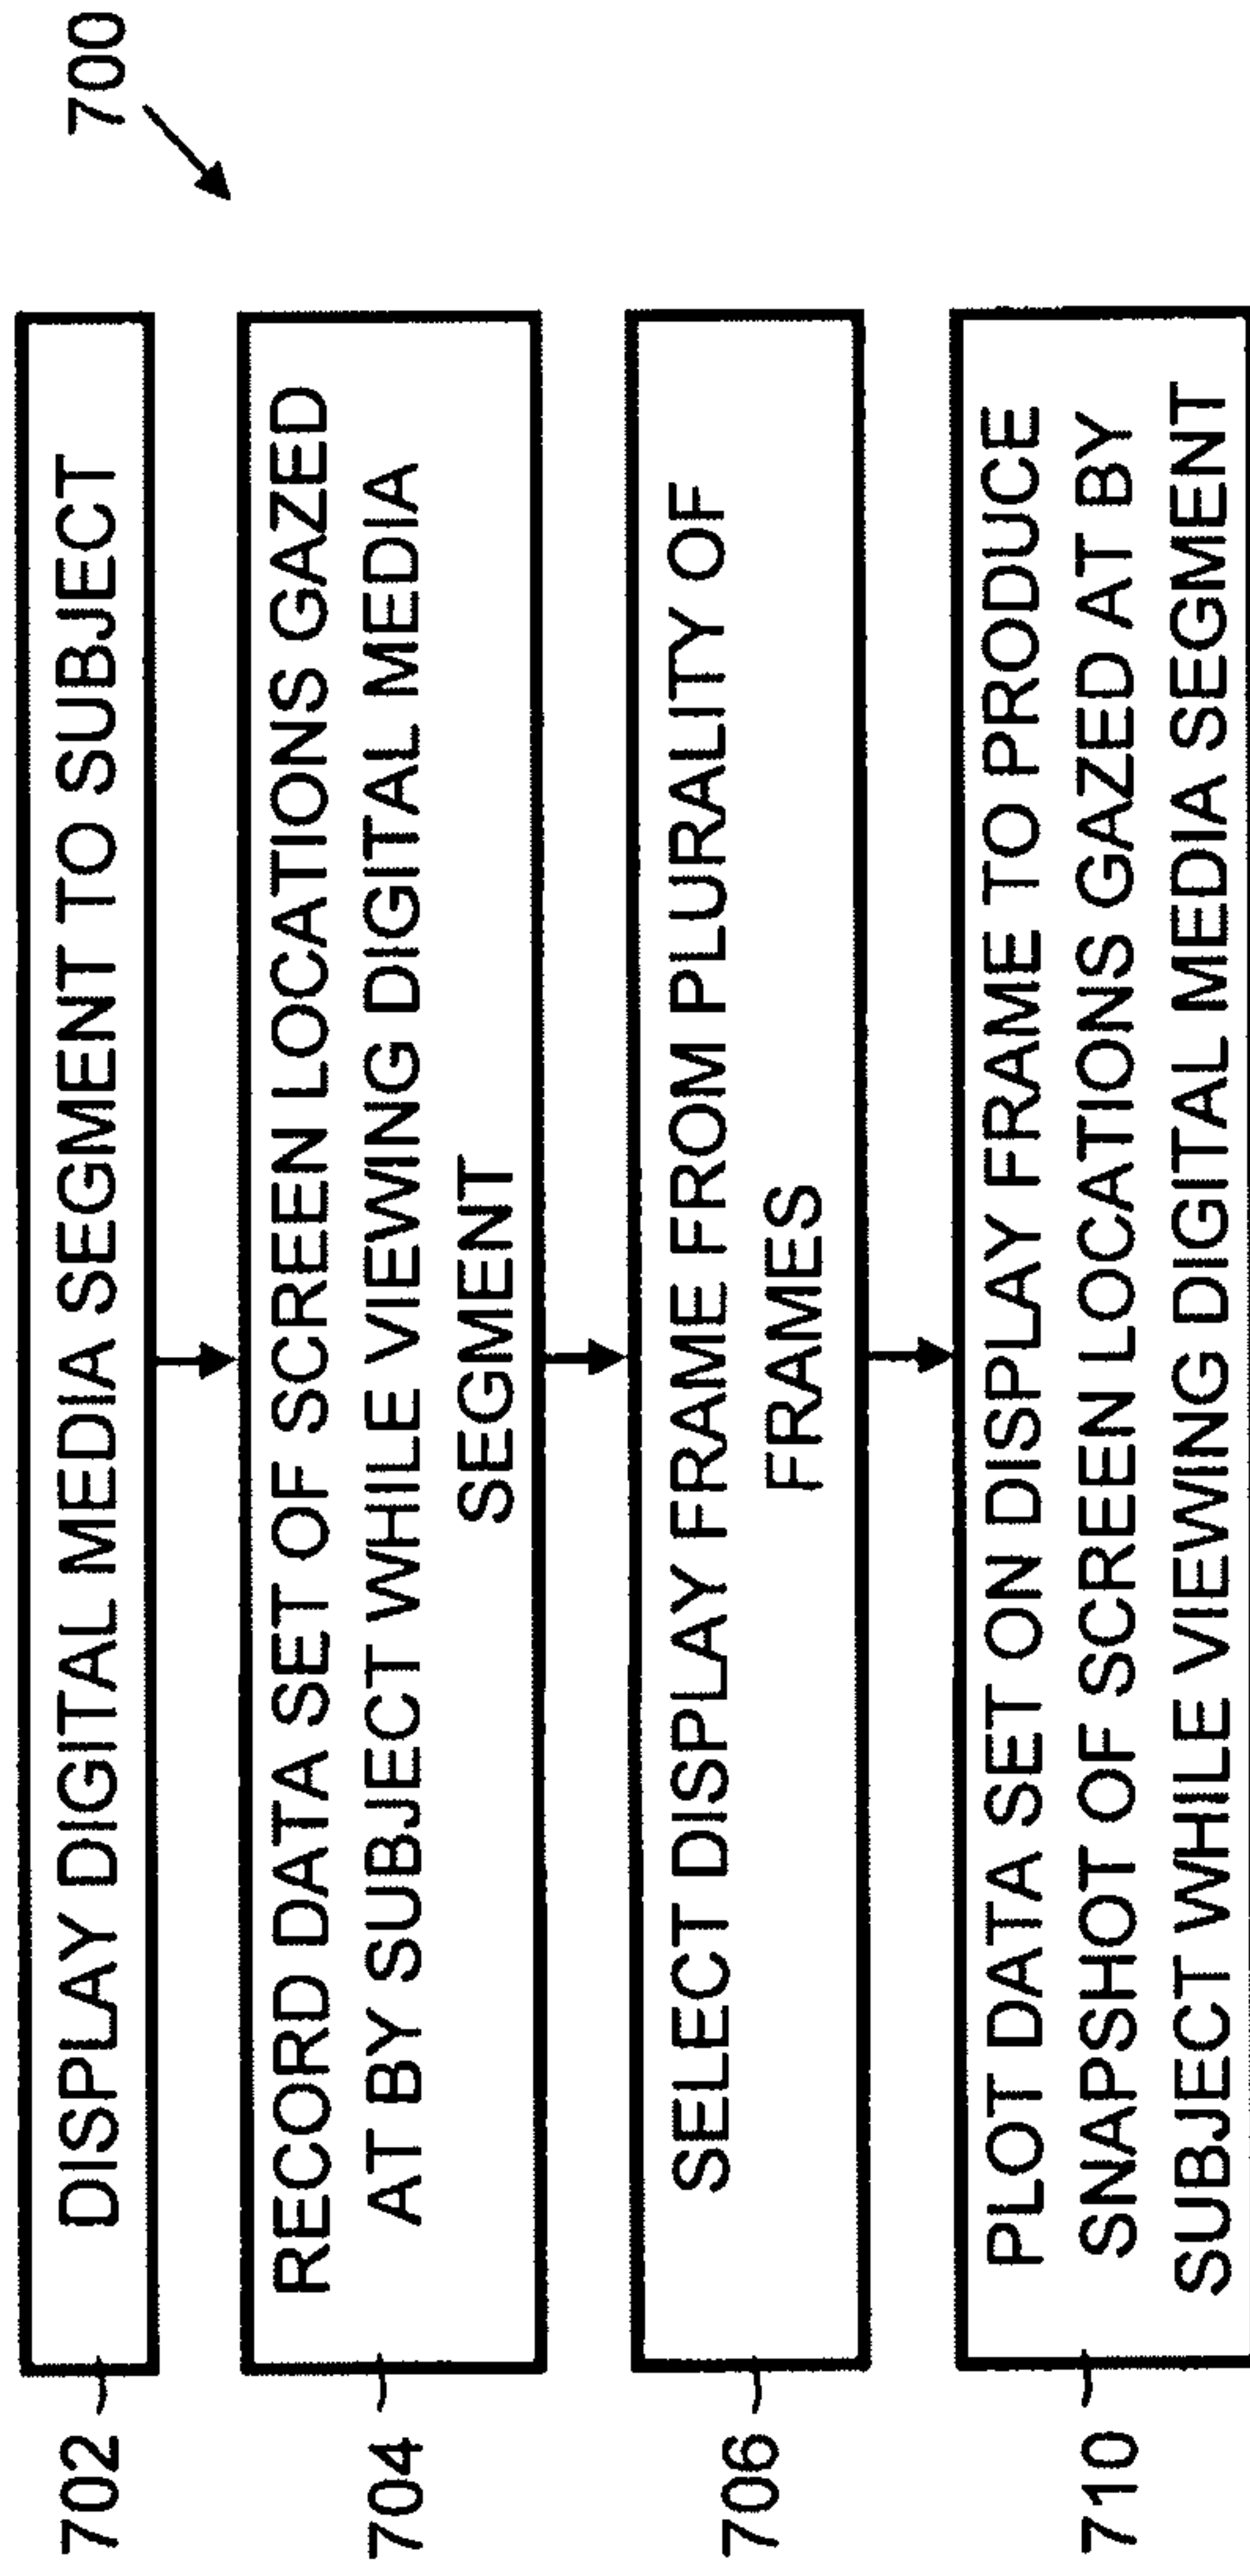 700
702
DISPLAY DIGITAL MEDIA SEGMENT TO SUBJECT
704
RECORD DATA SET OF SCREEN LOCATIONS GAZED
AT BY SUBJECT WHILE VIEWING DIGITAL MEDIA
SEGMENT
706
SELECT DISPLAY FRAME FROM PLURALITY OF
FRAMES
710
PLOT DATA SET ON DISPLAY FRAME TO PRODUCE
SNAPSHOT OF SCREEN LOCATIONS GAZED AT BY
SUBJECT WHILE VIEWING DIGITAL MEDIA SEGMENT